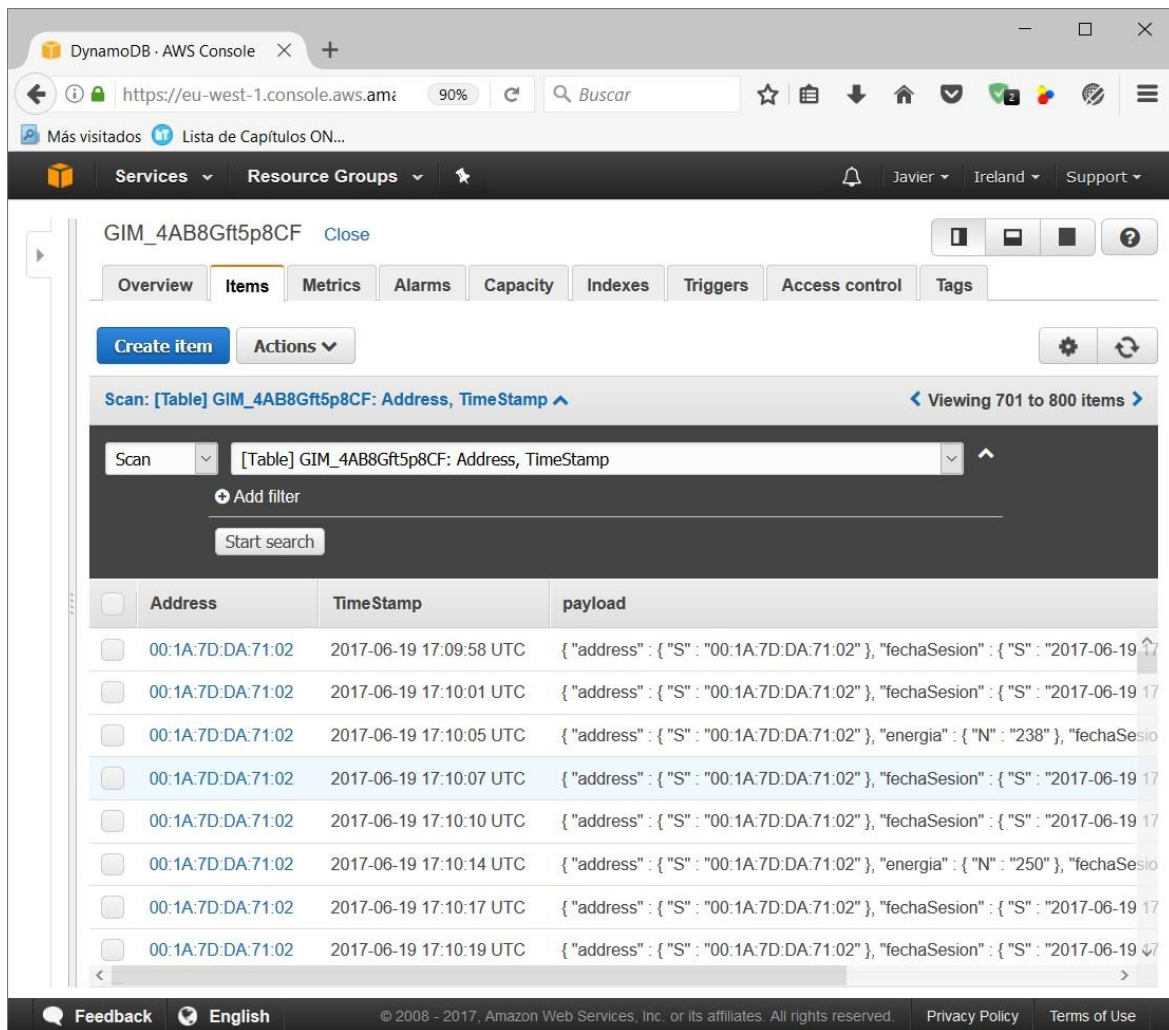 DynamoDB · AWS Console
https://eu-west-1.console.aws.ama 90% Buscar 2
Más visitados Lista de Capítulos ON...
Services Resource Groups Javier Ireland Support
GIM_4AB8Gft5p8CF Close
Overview Items Metrics Alarms Capacity Indexes Triggers Access control Tags
Create item Actions
Scan: [Table] GIM_4AB8Gft5p8CF: Address, TimeStamp Viewing 701 to 800 items
Scan [Table] GIM_4AB8Gft5p8CF: Address, TimeStamp
Add filter
Start search
Address TimeStamp payload
00:1A:7D:DA:71:02 2017-06-19 17:09:58 UTC { "address" : { "S" : "00:1A:7D:DA:71:02" }, "fechaSesion" : { "S" : "2017-06-19 17
00:1A:7D:DA:71:02 2017-06-19 17:10:01 UTC { "address" : { "S" : "00:1A:7D:DA:71:02" }, "fechaSesion" : { "S" : "2017-06-19 17
00:1A:7D:DA:71:02 2017-06-19 17:10:05 UTC { "address" : { "S" : "00:1A:7D:DA:71:02" }, "energia" : { "N" : "238" }, "fechaSesio
00:1A:7D:DA:71:02 2017-06-19 17:10:07 UTC { "address" : { "S" : "00:1A:7D:DA:71:02" }, "fechaSesion" : { "S" : "2017-06-19 17
00:1A:7D:DA:71:02 2017-06-19 17:10:10 UTC { "address" : { "S" : "00:1A:7D:DA:71:02" }, "fechaSesion" : { "S" : "2017-06-19 17
00:1A:7D:DA:71:02 2017-06-19 17:10:14 UTC { "address" : { "S" : "00:1A:7D:DA:71:02" }, "energia" : { "N" : "250" }, "fechaSesio
00:1A:7D:DA:71:02 2017-06-19 17:10:17 UTC { "address" : { "S" : "00:1A:7D:DA:71:02" }, "fechaSesion" : { "S" : "2017-06-19 17
00:1A:7D:DA:71:02 2017-06-19 17:10:19 UTC { "address" : { "S" : "00:1A:7D:DA:71:02" }, "fechaSesion" : { "S" : "2017-06-19 17
Feedback English © 2008 - 2017, Amazon Web Services, Inc. or its affiliates. All rights reserved. Privacy Policy Terms of Use